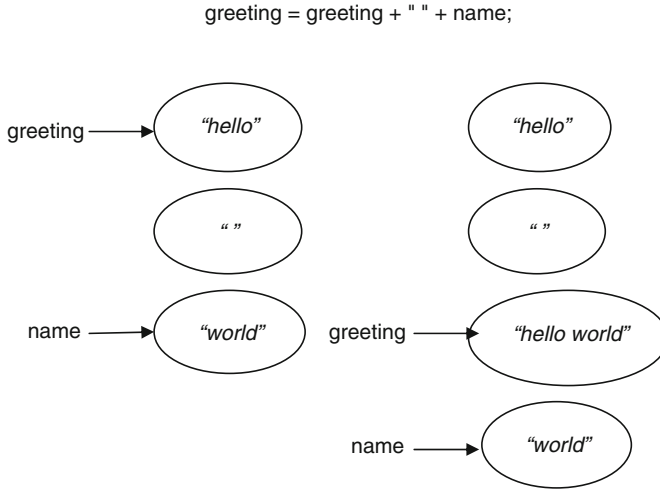 greeting = greeting + " " + name;
greeting
“hello”
“ ”
name
“world”
“hello”
“ ”
greeting
“hello world”
name
“world”